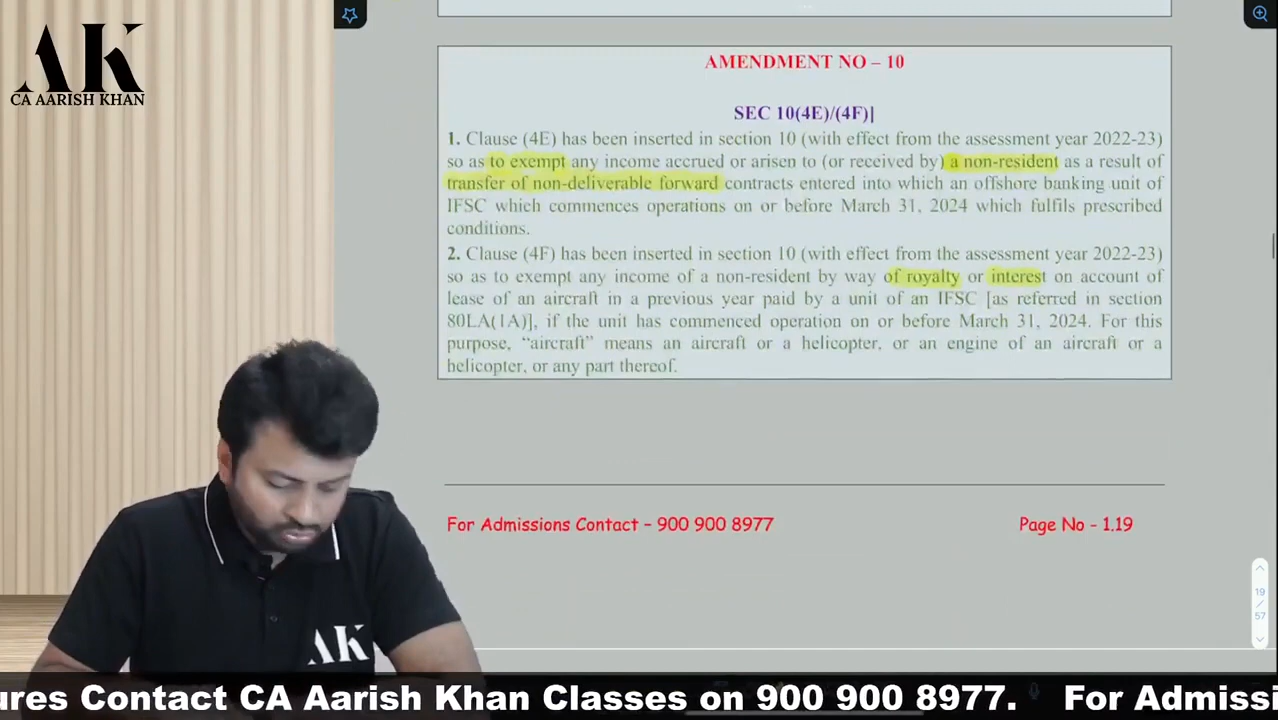 AK
CA AARISH KHAN
AMENDMENT NO – 10
SEC 10(4E)/(4F)]
1. Clause (4E) has been inserted in section 10 (with effect from the assessment year 2022-23)
so as to exempt any income accrued or arisen to (or received by) a non-resident as a result of
transfer of non-deliverable forward contracts entered into which an offshore banking unit of
IFSC which commences operations on or before March 31, 2024 which fulfils prescribed
conditions.
2. Clause (4F) has been inserted in section 10 (with effect from the assessment year 2022-23)
so as to exempt any income of a non-resident by way of royalty or interest on account of
lease of an aircraft in a previous year paid by a unit of an IFSC [as referred in section
80LA(1A)], if the unit has commenced operation on or before March 31, 2024. For this
purpose, “aircraft” means an aircraft or a helicopter, or an engine of an aircraft or a
helicopter, or any part thereof.
For Admissions Contact – 900 900 8977
Page No - 1.19
19
/
57
AK
ures Contact CA Aarish Khan Classes on 900 900 8977. For Admissi